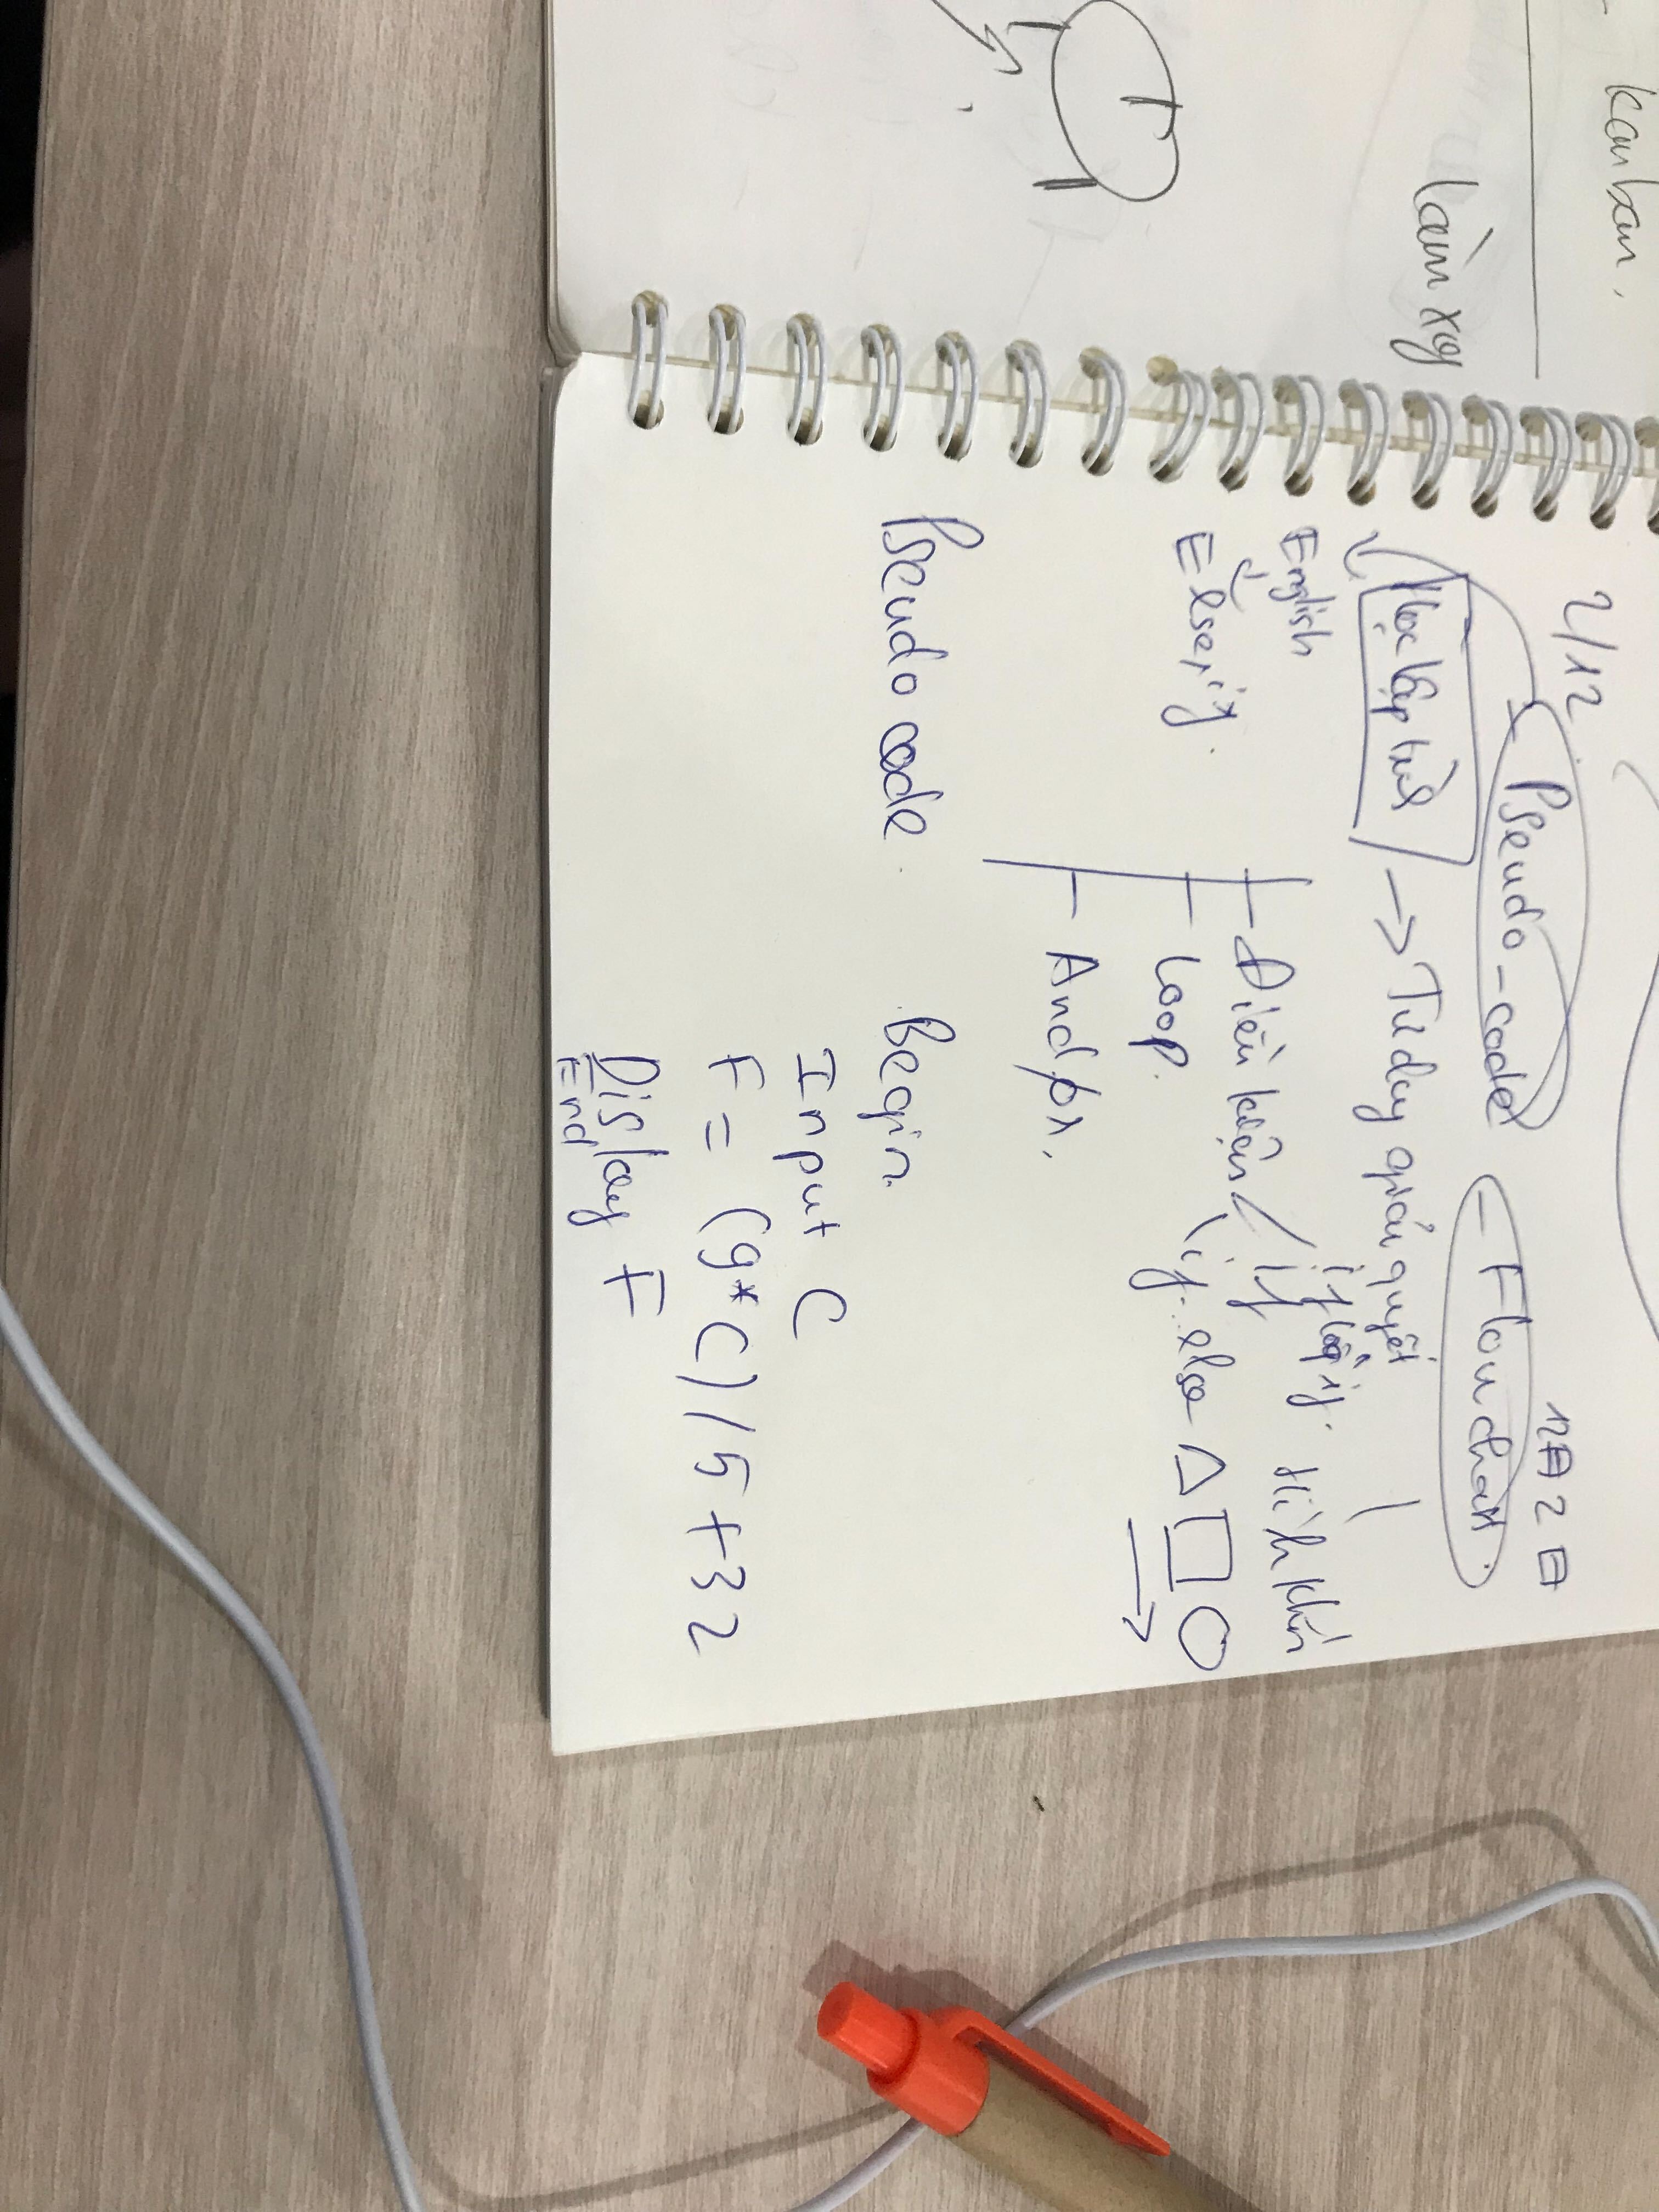 kanban.
làm xg
2/12
12月2日
- Pseudo-code
- Flowchart.
Học lập trình → Tư duy giải quyết
English
Else, if.
Điều kiện
if lồng if.
if
if..else
Loop.
And/or.
Hình khối
Pseudo code
Begin
Input C
F = (9*C)/5+32
Display F
End